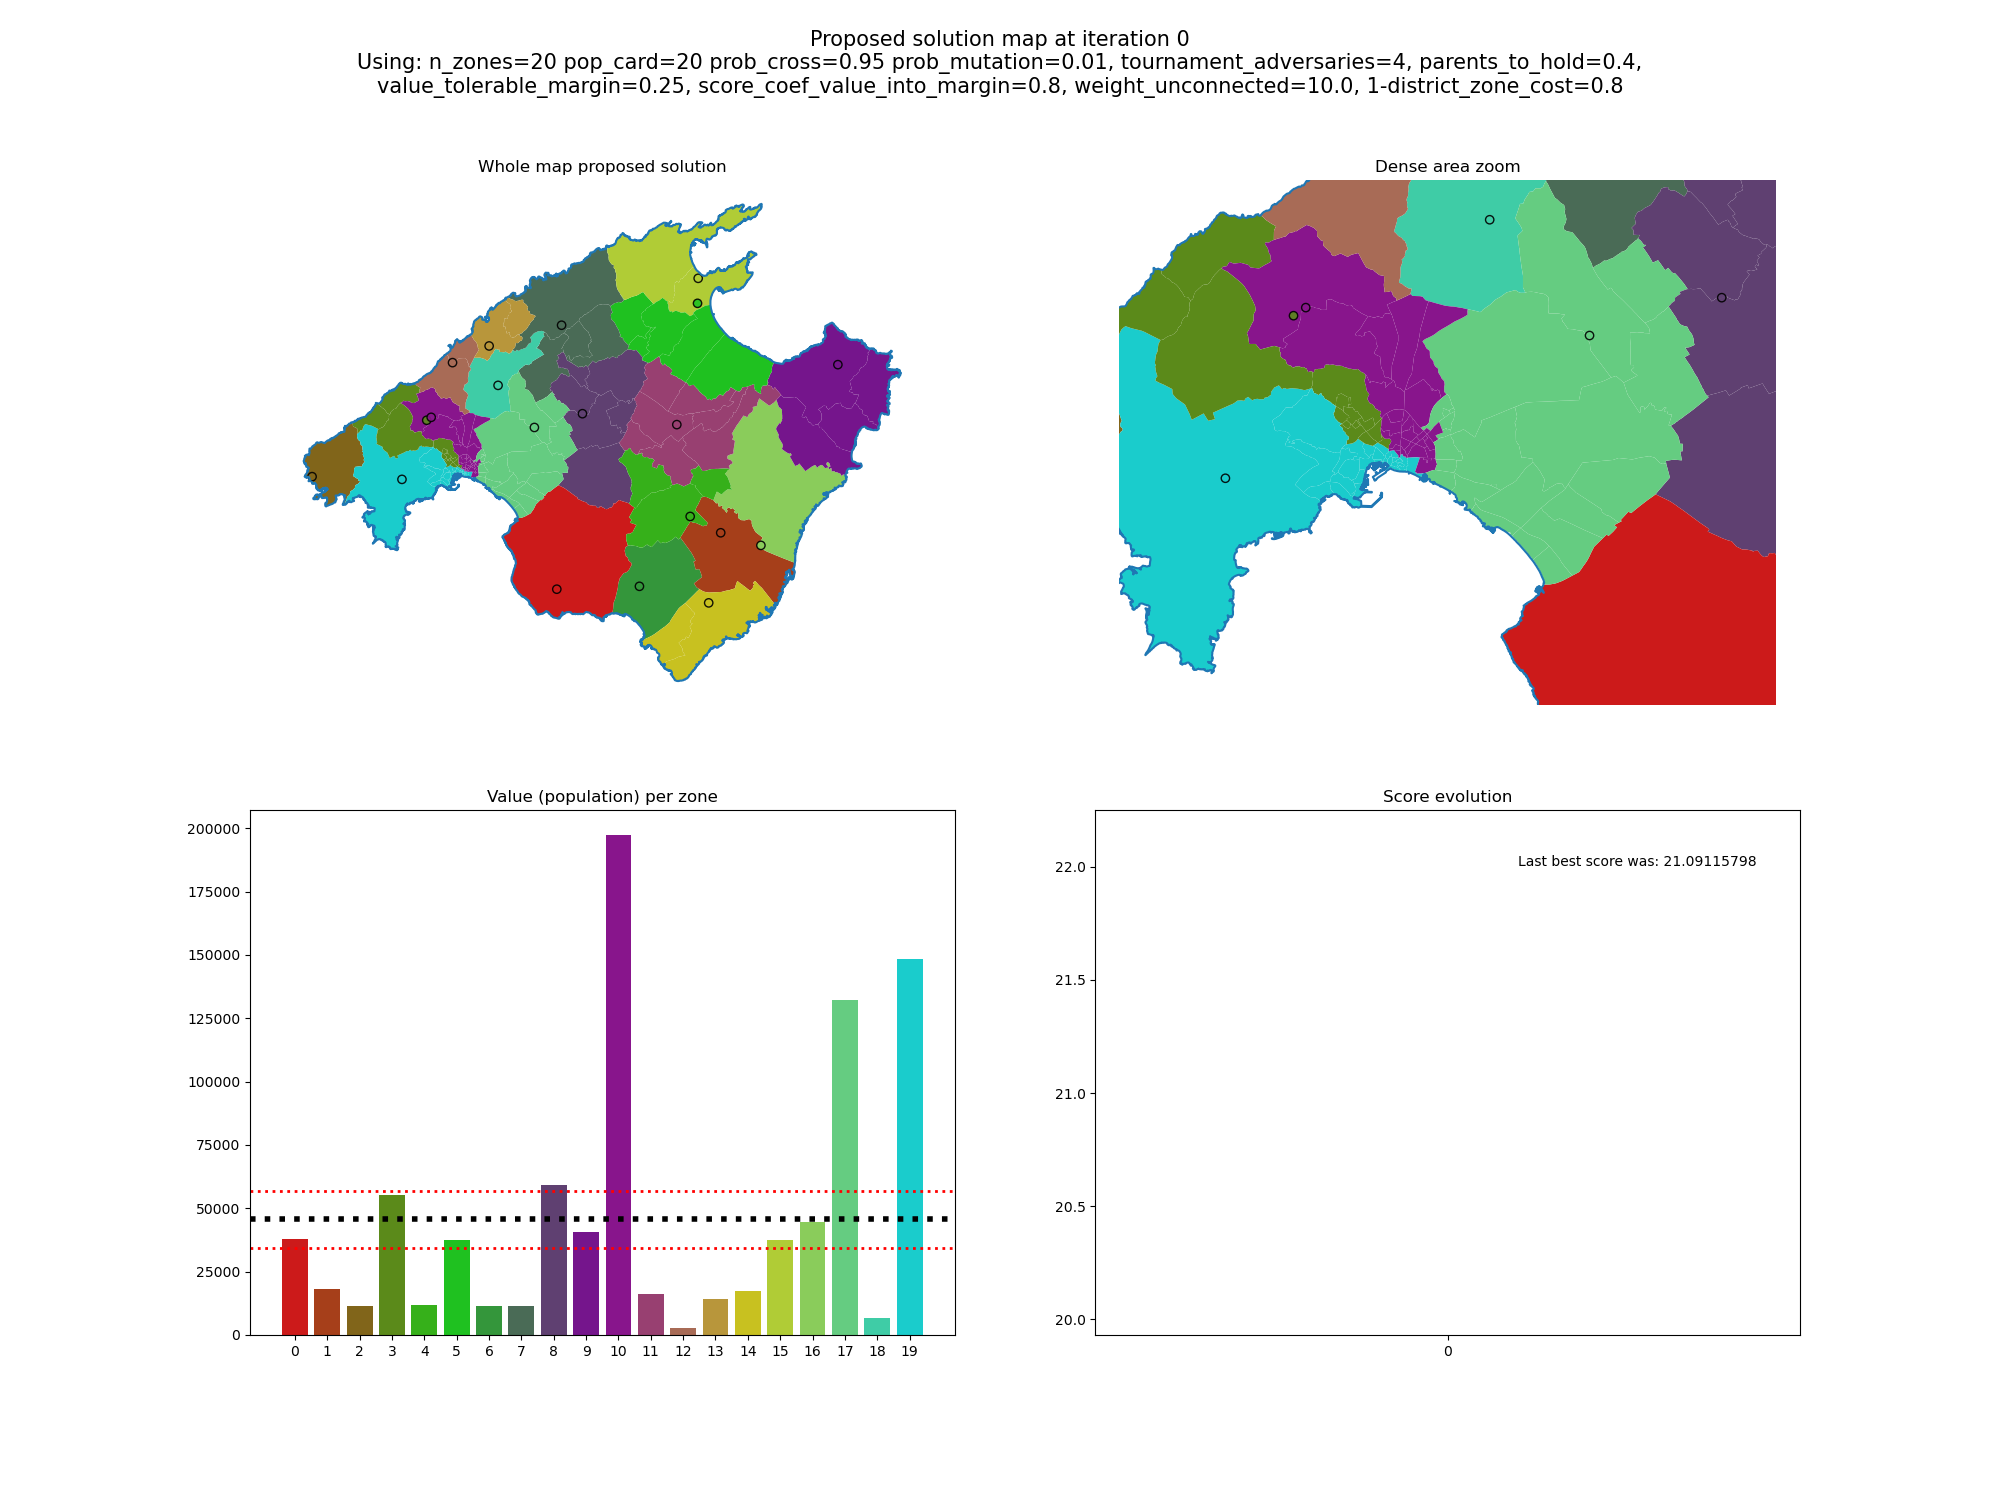 Proposed solution map at iteration 0
Using: n_zones=20 pop_card=20 prob_cross=0.95 prob_mutation=0.01, tournament_adversaries=4, parents_to_hold=0.4,
value_tolerable_margin=0.25, score_coef_value_into_margin=0.8, weight_unconnected=10.0, 1-district_zone_cost=0.8
Whole map proposed solution
Dense area zoom
Value (population) per zone
200000
175000
150000
125000
100000
75000
50000
25000
0
0 1 2 3 4 5 6 7 8 9 10 11 12 13 14 15 16 17 18 19
Score evolution
Last best score was: 21.09115798
22.0
21.5
21.0
20.5
20.0
0